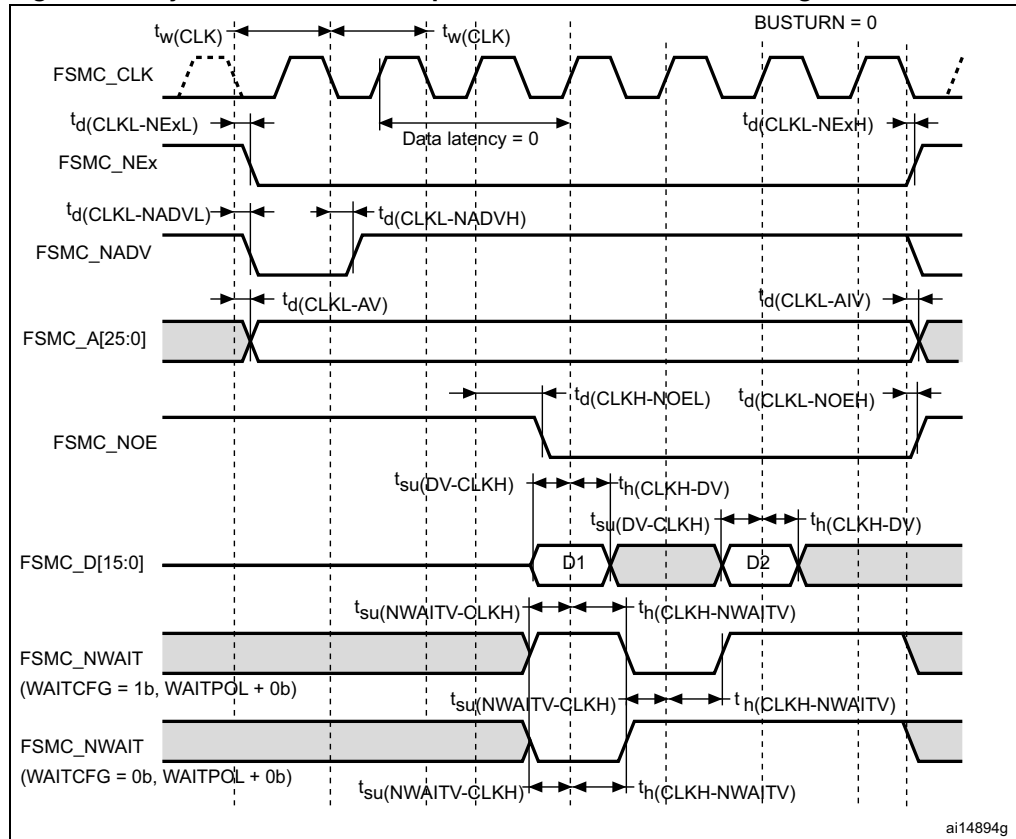 BUSTURN = 0
tw(CLK) tw(CLK)
FSMC_CLK
td(CLKL-NExL) Data latency = 0 td(CLKL-NExH)
FSMC_NEx
td(CLKL-NADVL) td(CLKL-NADVH)
FSMC_NADV
td(CLKL-AV) td(CLKL-AIV)
FSMC_A[25:0]
td(CLKH-NOEL) td(CLKL-NOEH)
FSMC_NOE
tsu(DV-CLKH) th(CLKH-DV)
tsu(DV-CLKH) th(CLKH-DV)
FSMC_D[15:0] D1 D2
tsu(NWAITV-CLKH) th(CLKH-NWAITV)
FSMC_NWAIT
(WAITCFG = 1b, WAITPOL + 0b)
tsu(NWAITV-CLKH) t h(CLKH-NWAITV)
FSMC_NWAIT
(WAITCFG = 0b, WAITPOL + 0b)
tsu(NWAITV-CLKH) th(CLKH-NWAITV)
ai14894g